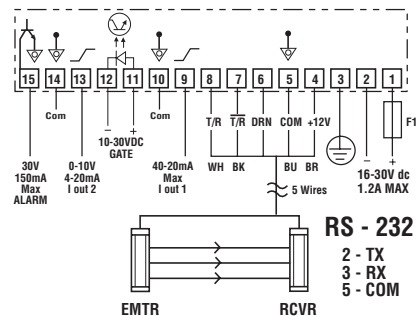 15 14 13 12 11 10 9 8 7 6 5 4 3 2 1
Com
Com
T/R T/R DRN COM +12V
F1
− +
− +
10-30VDC
GATE
30V
150mA
Max
ALARM
0-10V
4-20mA
I out 2
40-20mA
Max
I out 1
WH BK BU BR
16-30V dc
1.2A MAX
5 Wires
RS - 232
2 - TX
3 - RX
5 - COM
EMTR RCVR